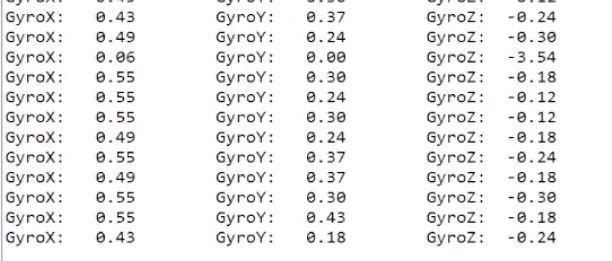 GyroX: 0.43 GyroY: 0.37 GyroZ: -0.24
GyroX: 0.49 GyroY: 0.24 GyroZ: -0.30
GyroX: 0.06 GyroY: 0.00 GyroZ: -3.54
GyroX: 0.55 GyroY: 0.30 GyroZ: -0.18
GyroX: 0.55 GyroY: 0.24 GyroZ: -0.12
GyroX: 0.55 GyroY: 0.30 GyroZ: -0.12
GyroX: 0.49 GyroY: 0.24 GyroZ: -0.18
GyroX: 0.55 GyroY: 0.37 GyroZ: -0.24
GyroX: 0.49 GyroY: 0.37 GyroZ: -0.18
GyroX: 0.55 GyroY: 0.30 GyroZ: -0.30
GyroX: 0.55 GyroY: 0.43 GyroZ: -0.18
GyroX: 0.43 GyroY: 0.18 GyroZ: -0.24